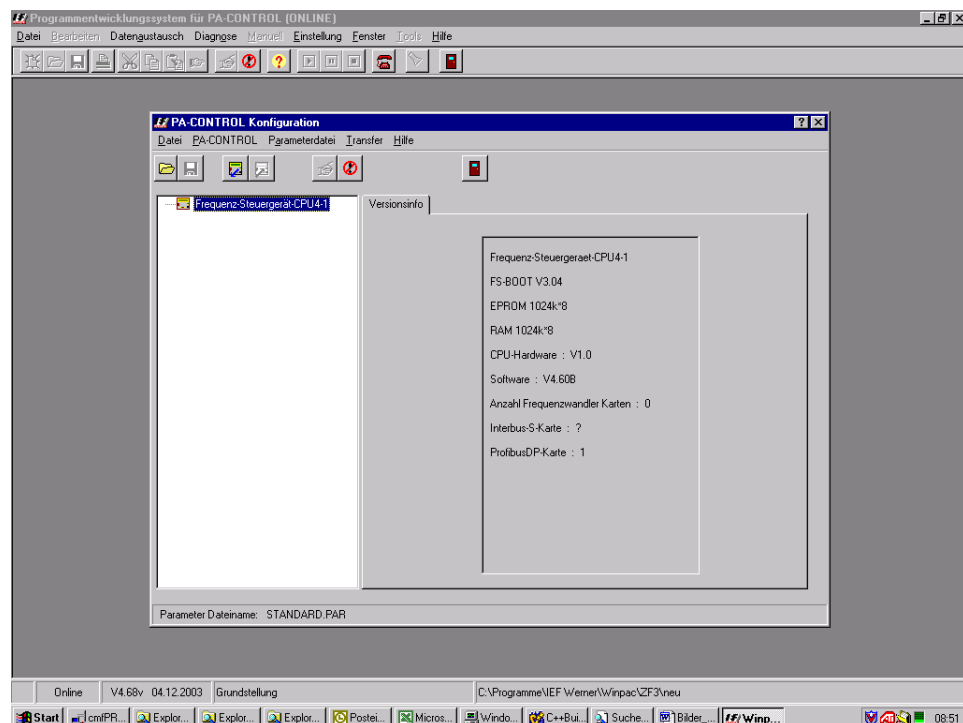 Programmentwicklungssystem für PA-CONTROL (ONLINE)
Datei Bearbeiten Datenaustausch Diagnose Manuell Einstellung Fenster Tools Hilfe
PA-CONTROL Konfiguration
Datei PA-CONTROL Parameterdatei Transfer Hilfe
Frequenz-Steuergerät-CPU4-1
Versionsinfo
Frequenz-Steuergeraet-CPU4-1
FS-BOOT V3.04
EPROM 1024k*8
RAM 1024k*8
CPU-Hardware : V1.0
Software : V4.60B
Anzahl Frequenzwandler Karten : 0
Interbus-S-Karte : ?
ProfibusDP-Karte : 1
Parameter Dateiname: STANDARD.PAR
Online V4.68v 04.12.2003 Grundstellung C:\Programme\IEF Werner\Winpac\ZF3\neu
Start cmfPR... Explor... Explor... Explor... Postei... Micros... Windo... C++Bui... Suche... Bilder_... Winp... 08:51